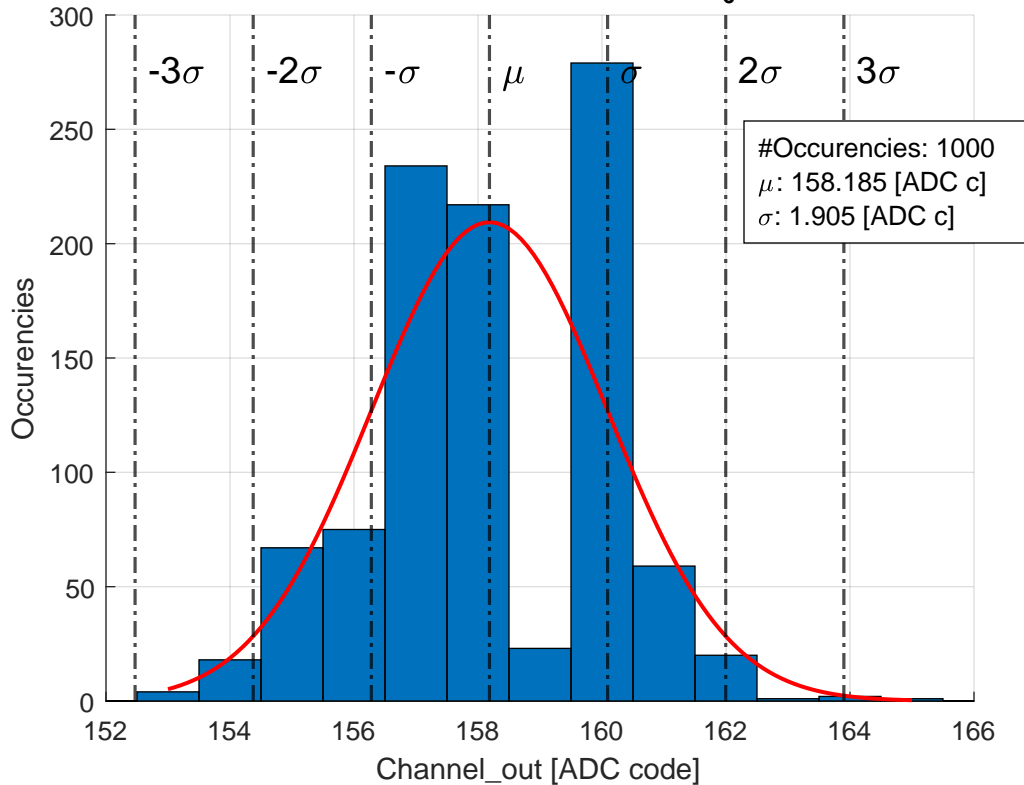 300
250
200
150
100
50
0
-3σ
-2σ
-σ
μ
σ
2σ
3σ
#Occurencies: 1000
μ: 158.185 [ADC c]
σ: 1.905 [ADC c]
Occurencies
152
154
156
158
160
162
164
166
Channel_out [ADC code]